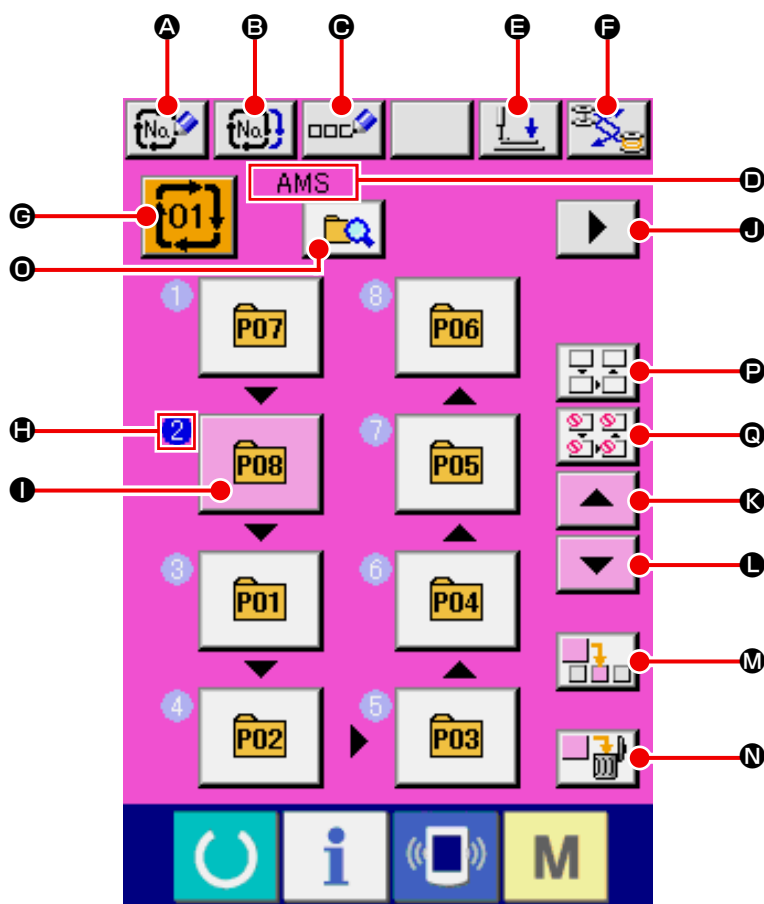 A B C E F
No. No.
AMS D
G 01 J
O
1 P07 8 P06
P
H 2 P08 7 P05 Q
I K
L
3 P01 6 P04
M
4 P02 5 P03
N
i M